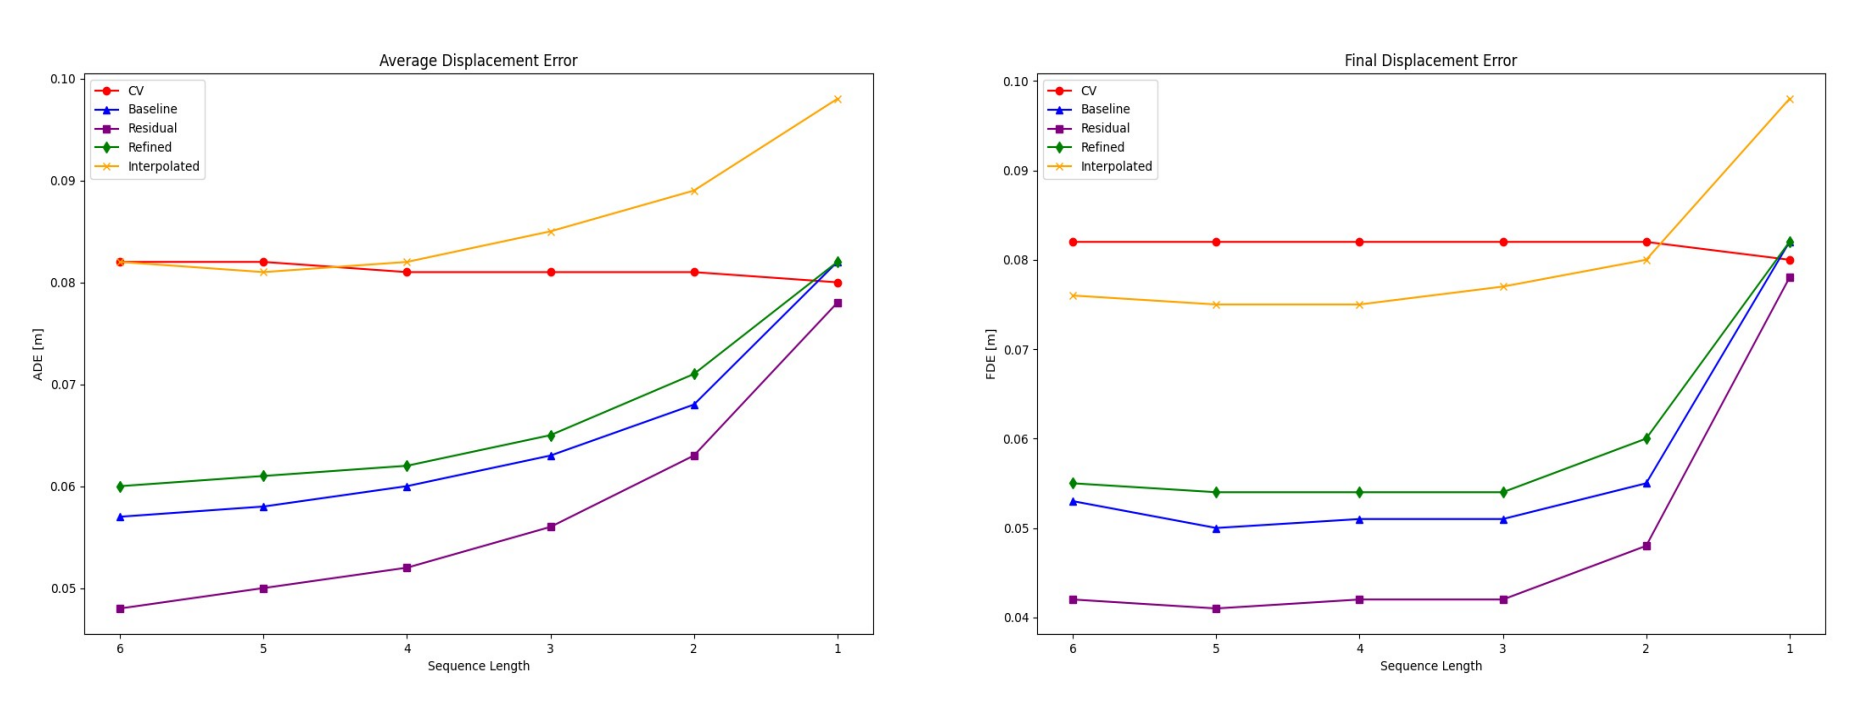 Average Displacement Error
0.10
0.09
0.08
0.07
0.06
0.05
ADE [m]
CV
Baseline
Residual
Refined
Interpolated
6 5 4 3 2 1
Sequence Length
Final Displacement Error
0.10
0.09
0.08
0.07
0.06
0.05
0.04
FDE [m]
CV
Baseline
Residual
Refined
Interpolated
6 5 4 3 2 1
Sequence Length